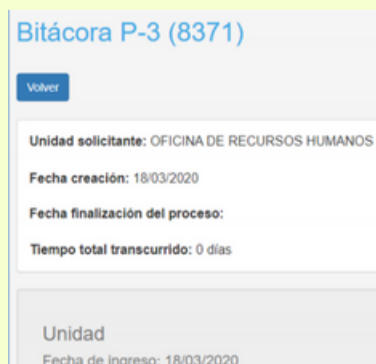 Bitácora P-3 (8371)
Volver
Unidad solicitante: OFICINA DE RECURSOS HUMANOS
Fecha creación: 18/03/2020
Fecha finalización del proceso:
Tiempo total transcurrido: 0 días
Unidad
Fecha de ingreso: 18/03/2020